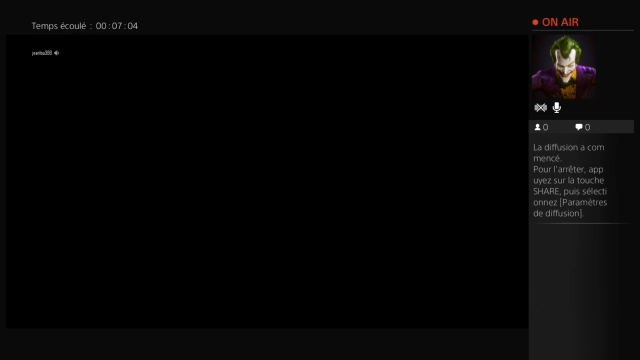 Temps écoulé : 00:07:04
ON AIR
0 0
La diffusion a com
mencé.
Pour l'arrêter, app
uyez sur la touche
SHARE, puis sélecti
onnez [Paramètres
de diffusion].